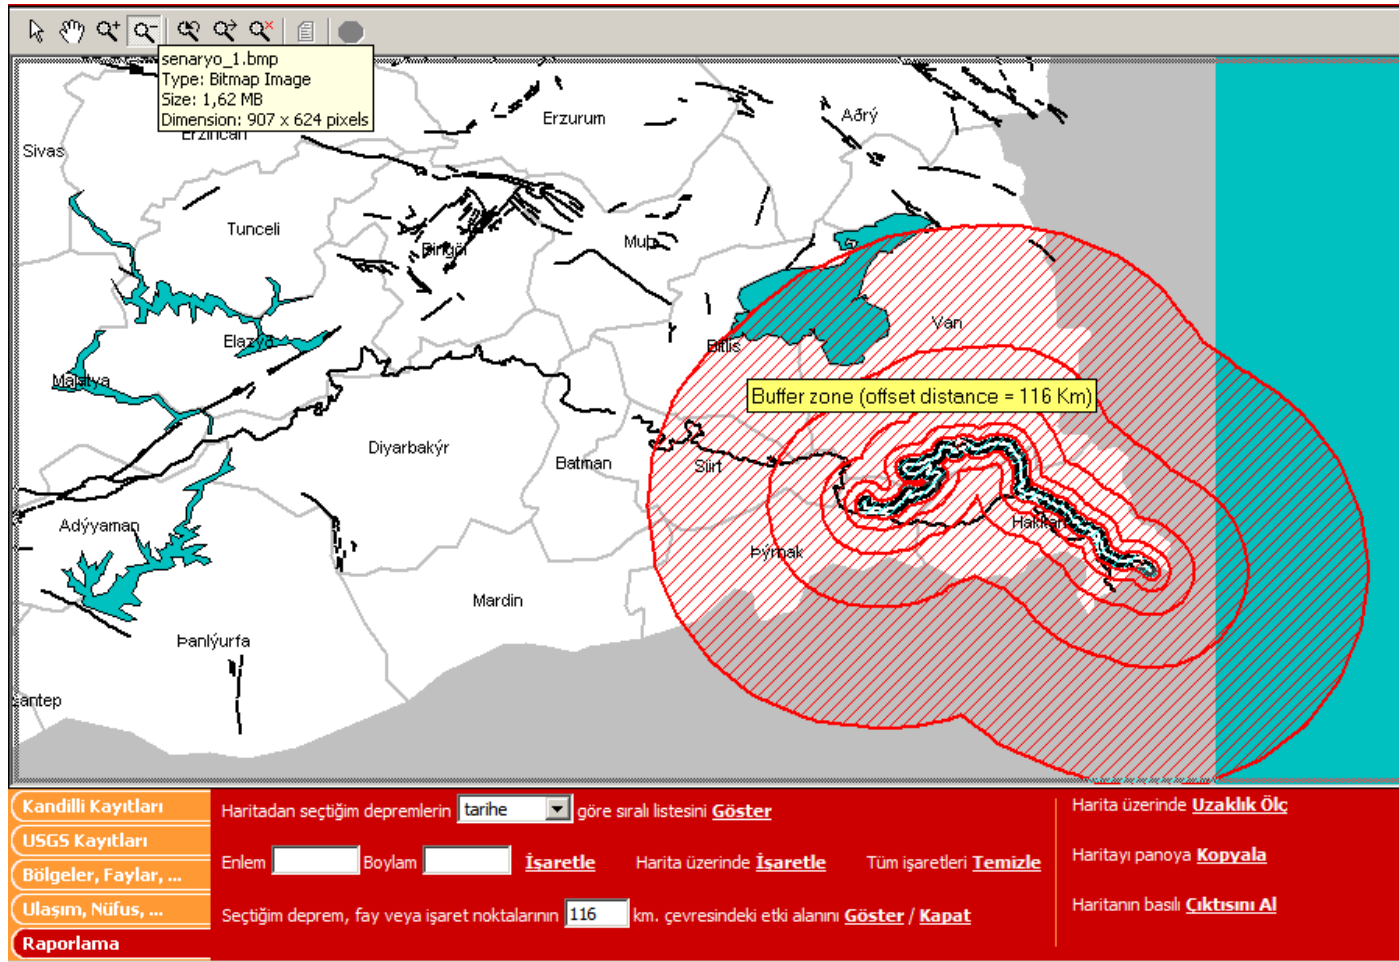 senaryo_1.bmp
Type: Bitmap Image
Size: 1,62 MB
Dimension: 907 x 624 pixels
Erzincan
Erzurum
Aðrý
Sivas
Tunceli
Bingöl
Muþ
Van
Elazýð
Bitlis
Malatya
Buffer zone (offset distance = 116 Km)
Diyarbakýr
Batman
Siirt
Adýyaman
Hakkari
Þýrnak
Mardin
Þanlýurfa
antep
Kandilli Kayıtları
USGS Kayıtları
Bölgeler, Faylar, ...
Ulaşım, Nüfus, ...
Raporlama
Haritadan seçtiğim depremlerin tarihe göre sıralı listesini Göster
Enlem Boylam İşaretle Harita üzerinde İşaretle Tüm işaretleri Temizle
Seçtiğim deprem, fay veya işaret noktalarının 116 km. çevresindeki etki alanını Göster / Kapat
Harita üzerinde Uzaklık Ölç
Haritayı panoya Kopyala
Haritanın basılı Çıktısını Al